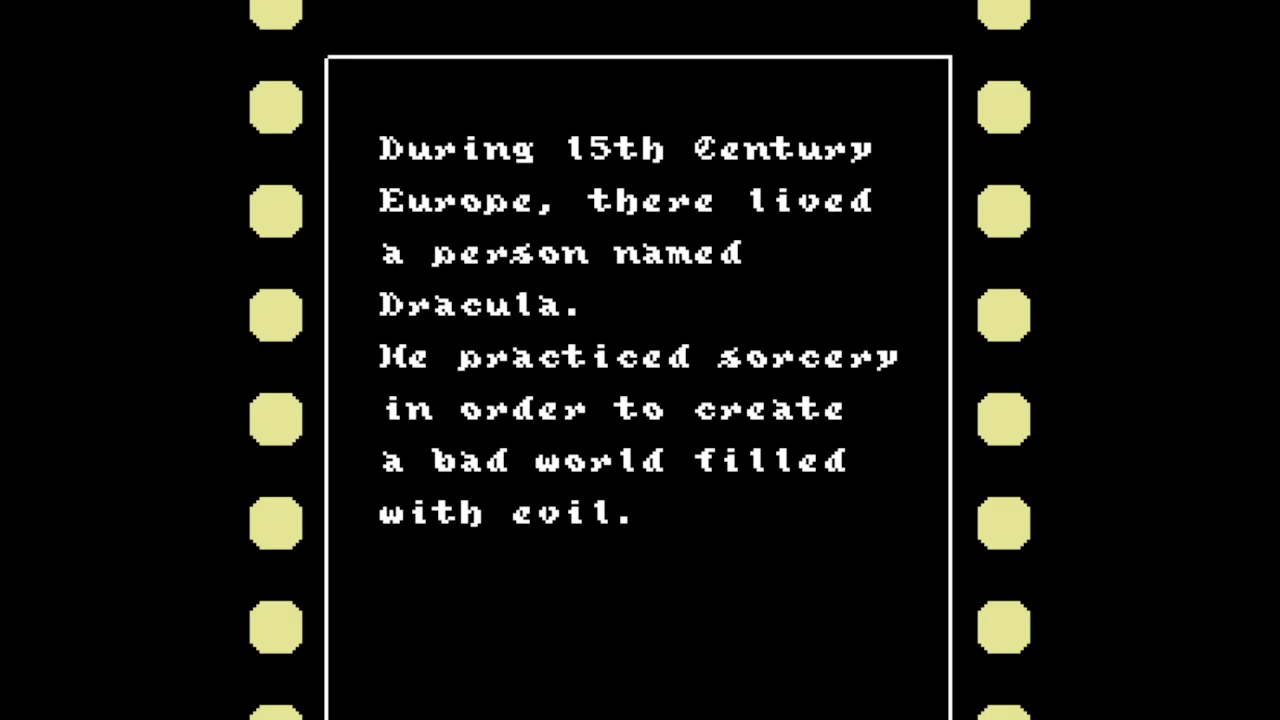 During 15th Century
Europe, there lived
a person named
Dracula.
He practiced sorcery
in order to create
a bad world filled
with evil.